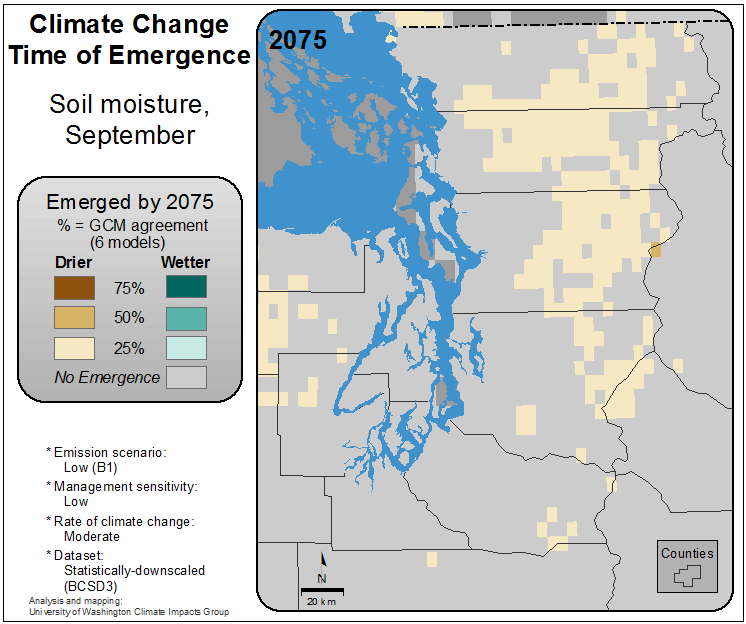 Climate Change
Time of Emergence
Soil moisture,
September
Emerged by 2075
% = GCM agreement
(6 models)
Drier Wetter
75%
50%
25%
No Emergence
* Emission scenario:
Low (B1)
* Management sensitivity:
Low
* Rate of climate change:
Moderate
* Dataset:
Statistically-downscaled
(BCSD3)
Analysis and mapping:
University of Washington Climate Impacts Group
2075
N
20 km
Counties